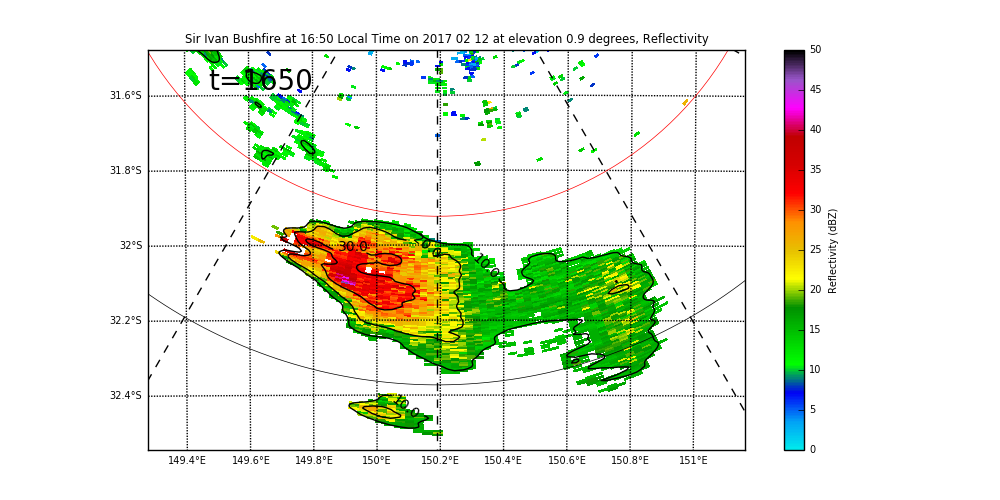 Sir Ivan Bushfire at 16:50 Local Time on 2017 02 12 at elevation 0.9 degrees, Reflectivity
t=1650
31.6°S
31.8°S
32°S
32.2°S
32.4°S
30.0
10.0
10.0
149.4°E 149.6°E 149.8°E 150°E 150.2°E 150.4°E 150.6°E 150.8°E 151°E
50
45
40
35
30
25
20
15
10
5
0
Reflectivity (dBZ)